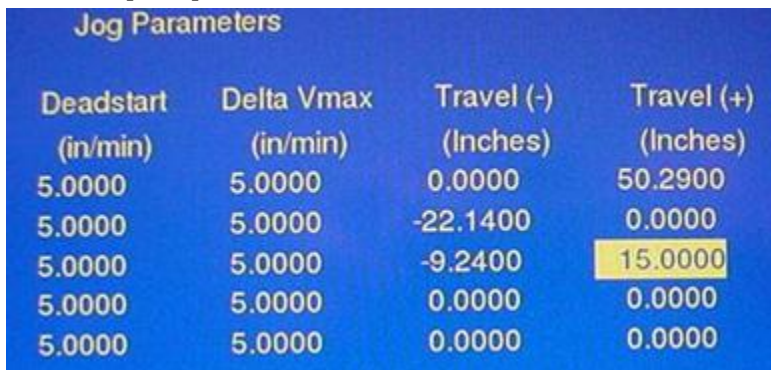 Jog Parameters
Deadstart Delta Vmax Travel (-) Travel (+)
(in/min) (in/min) (Inches) (Inches)
5.0000 5.0000 0.0000 50.2900
5.0000 5.0000 -22.1400 0.0000
5.0000 5.0000 -9.2400 15.0000
5.0000 5.0000 0.0000 0.0000
5.0000 5.0000 0.0000 0.0000